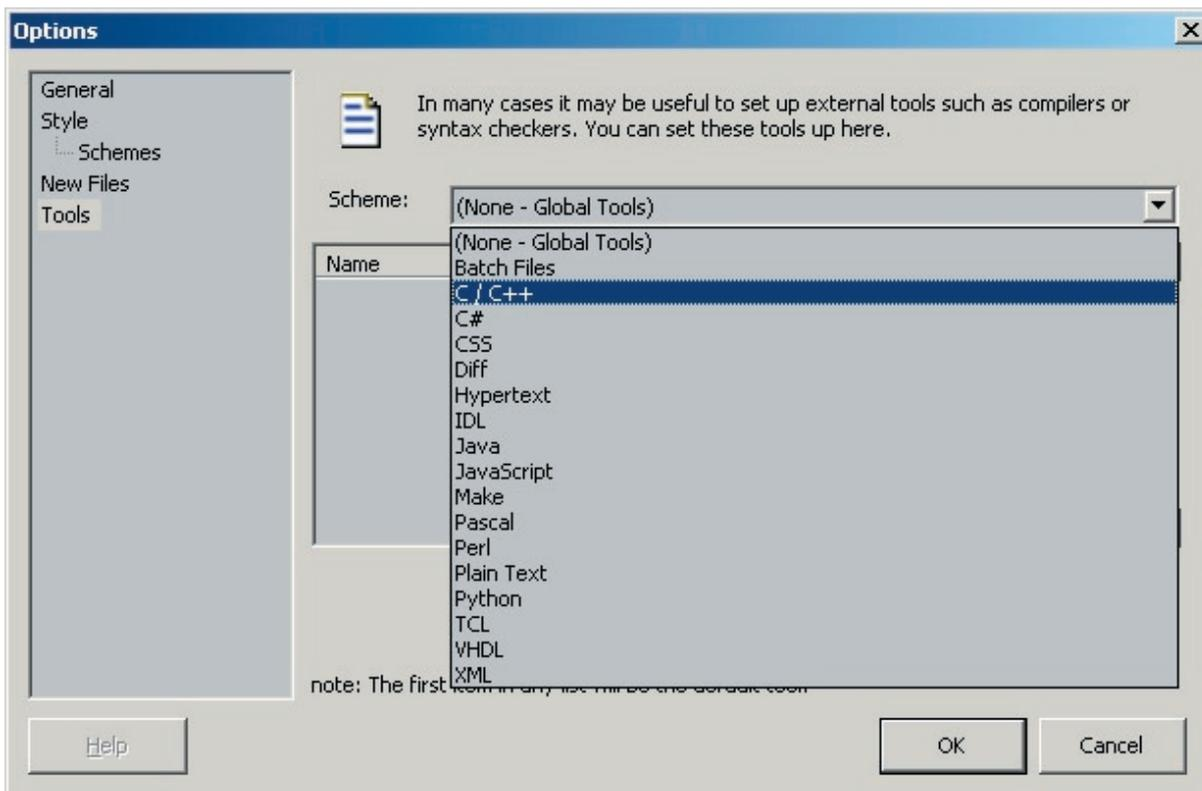 Options
General
Style
Schemes
New Files
Tools
In many cases it may be useful to set up external tools such as compilers or
syntax checkers. You can set these tools up here.
Scheme:
(None - Global Tools)
(None - Global Tools)
Batch Files
C / C++
C#
CSS
Diff
Hypertext
IDL
Java
JavaScript
Make
Pascal
Perl
Plain Text
Python
TCL
VHDL
XML
Name
note: The first
Help
OK
Cancel